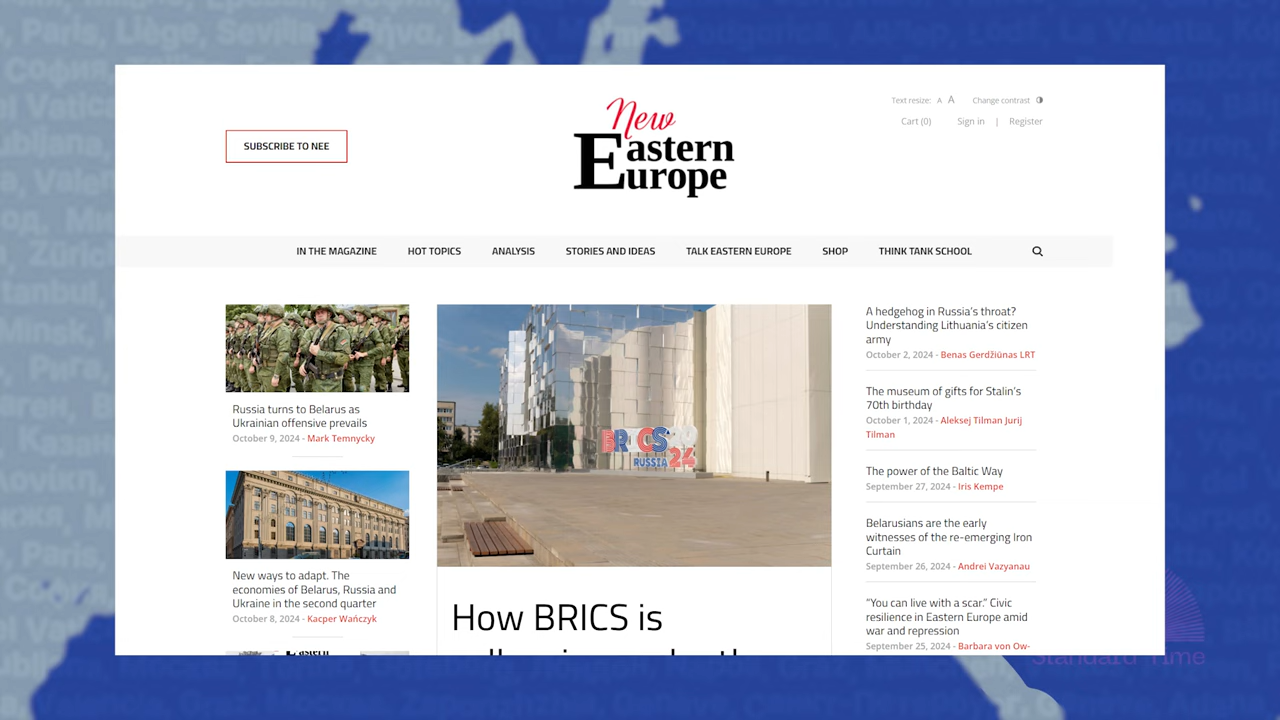 Paris, Liège, Sevilla
SUBSCRIBE TO NEE
New
Eastern
Europe
Text resize: A A Change contrast
Cart (0) Sign in | Register
IN THE MAGAZINE HOT TOPICS ANALYSIS STORIES AND IDEAS TALK EASTERN EUROPE SHOP THINK TANK SCHOOL
Russia turns to Belarus as
Ukrainian offensive prevails
October 9, 2024 - Mark Temnycky
New ways to adapt. The
economies of Belarus, Russia and
Ukraine in the second quarter
October 8, 2024 - Kacper Wańczyk
BRICS
RUSSIA 24
How BRICS is
A hedgehog in Russia's throat?
Understanding Lithuania's citizen
army
October 2, 2024 - Benas Gerdžiūnas LRT
The museum of gifts for Stalin's
70th birthday
October 1, 2024 - Aleksej Tilman Jurij
Tilman
The power of the Baltic Way
September 27, 2024 - Iris Kempe
Belarusians are the early
witnesses of the re-emerging Iron
Curtain
September 26, 2024 - Andrei Vazyanau
"You can live with a scar." Civic
resilience in Eastern Europe amid
war and repression
September 25, 2024 - Barbara von Ow-
Standard Time